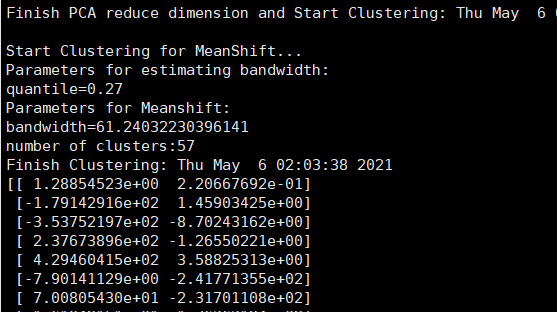 Finish PCA reduce dimension and Start Clustering: Thu May  6
Start Clustering for MeanShift...
Parameters for estimating bandwidth:
quantile=0.27
Parameters for Meanshift:
bandwidth=61.24032230396141
number of clusters:57
Finish Clustering: Thu May  6 02:03:38 2021
[[ 1.28854523e+00  2.20667692e-01]
 [-1.79142916e+02  1.45903425e+00]
 [-3.53752197e+02 -8.70243162e+00]
 [ 2.37673896e+02 -1.26550221e+00]
 [ 4.29460415e+02  3.58825313e+00]
 [-7.90141129e+00 -2.41771355e+02]
 [ 7.00805430e+01 -2.31701108e+02]